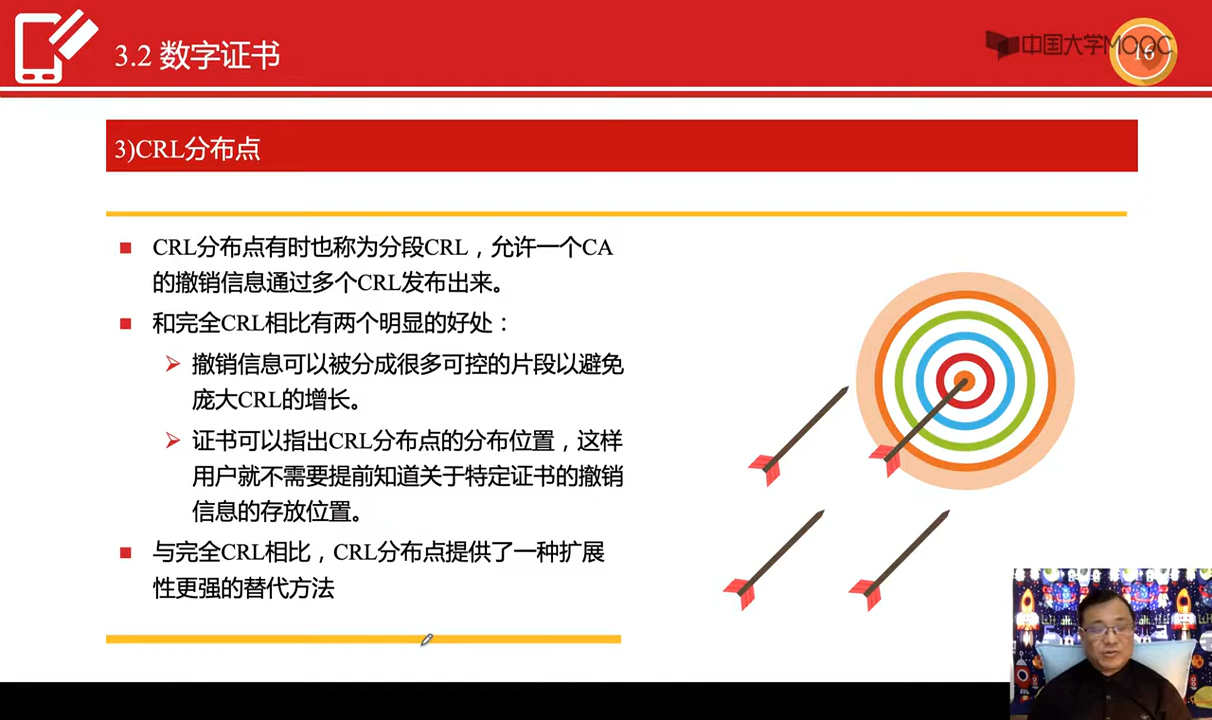 3.2 数字证书
中国大学MOOC
16
3)CRL分布点
■ CRL分布点有时也称为分段CRL，允许一个CA
的撤销信息通过多个CRL发布出来。
■ 和完全CRL相比有两个明显的好处：
➢ 撤销信息可以被分成很多可控的片段以避免
庞大CRL的增长。
➢ 证书可以指出CRL分布点的分布位置，这样
用户就不需要提前知道关于特定证书的撤销
信息的存放位置。
■ 与完全CRL相比，CRL分布点提供了一种扩展
性更强的替代方法